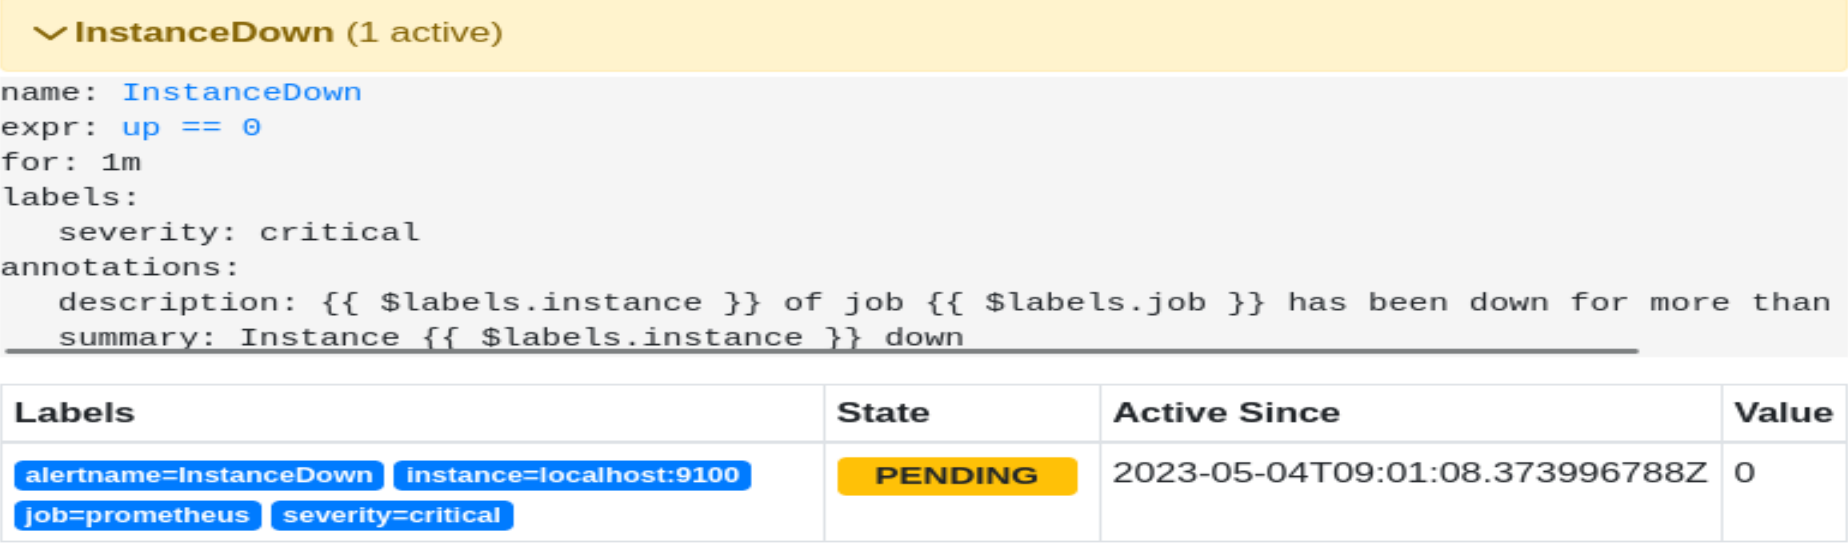 InstanceDown (1 active)
name: InstanceDown
expr: up == 0
for: 1m
labels:
severity: critical
annotations:
description: {{ $labels.instance }} of job {{ $labels.job }} has been down for more than
summary: Instance {{ $labels.instance }} down
Labels State Active Since Value
alertname=InstanceDown instance=localhost:9100 PENDING 2023-05-04T09:01:08.373996788Z 0
job=prometheus severity=critical